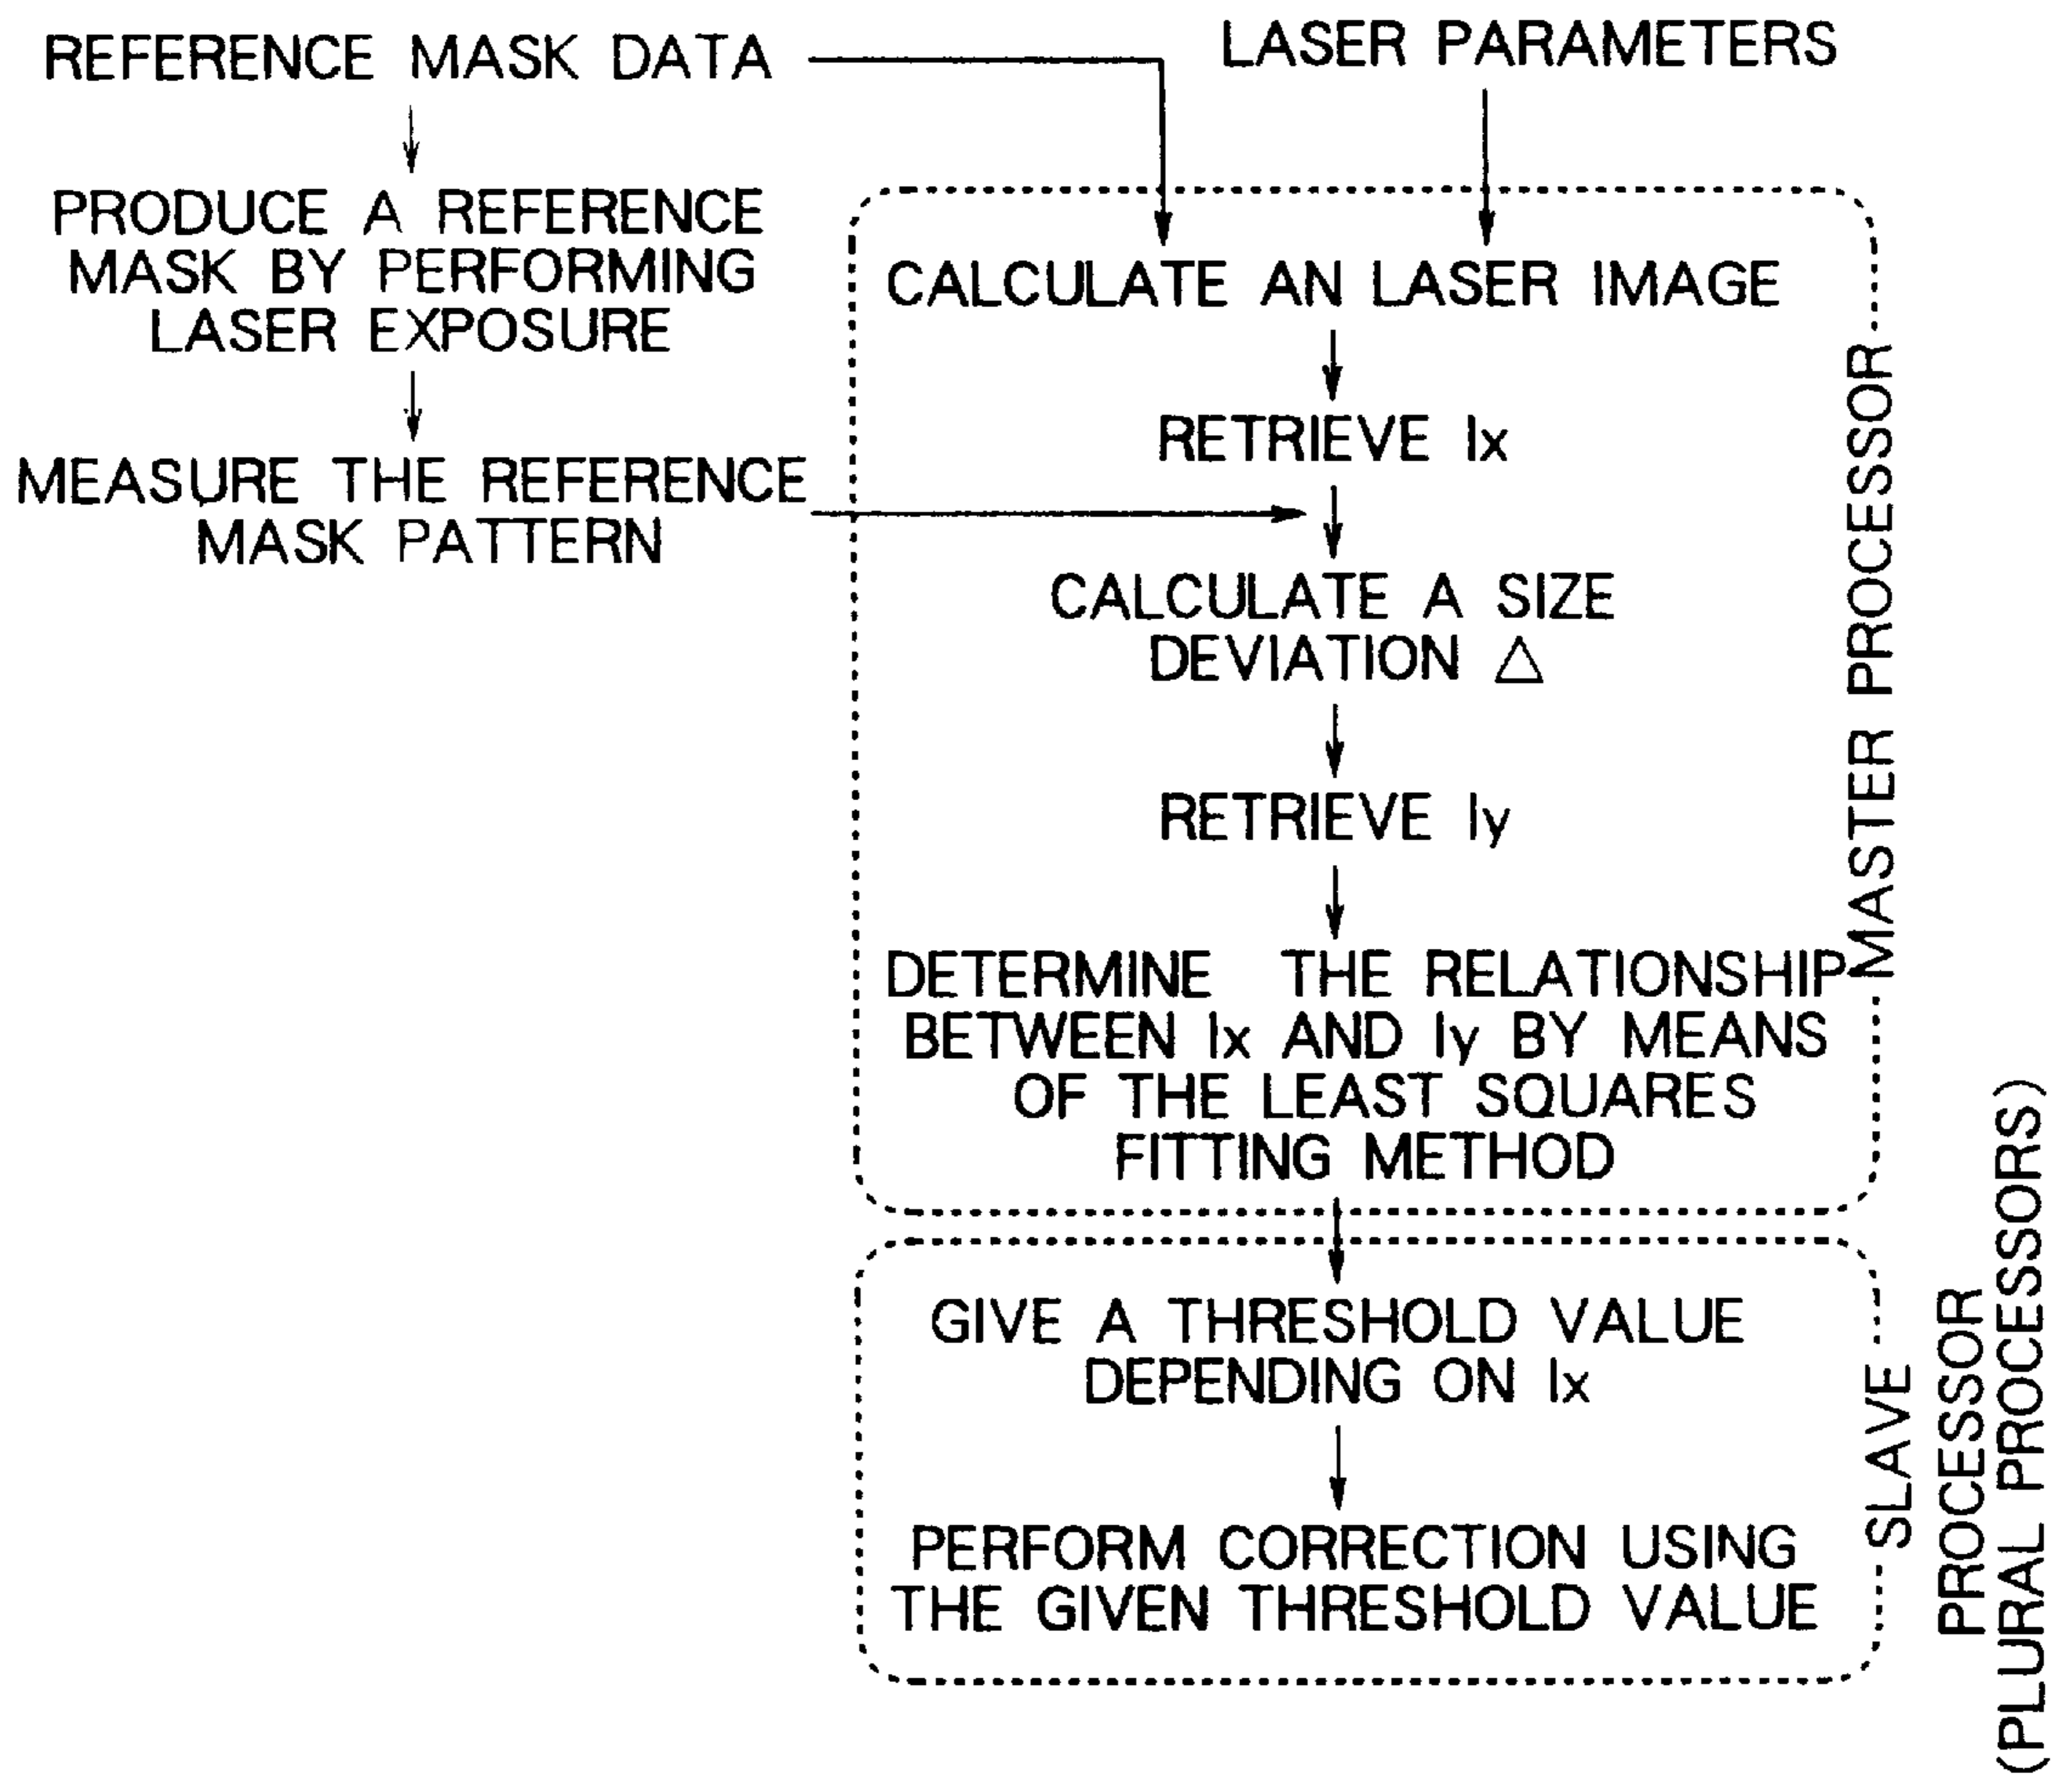 REFERENCE MASK DATA
LASER PARAMETERS
PRODUCE A REFERENCE
MASK BY PERFORMING
LASER EXPOSURE
MEASURE THE REFERENCE
MASK PATTERN
CALCULATE AN LASER IMAGE
RETRIEVE Ix
CALCULATE A SIZE
DEVIATION △
RETRIEVE Iy
DETERMINE THE RELATIONSHIP
BETWEEN Ix AND Iy BY MEANS
OF THE LEAST SQUARES
FITTING METHOD
MASTER PROCESSOR
GIVE A THRESHOLD VALUE
DEPENDING ON Ix
PERFORM CORRECTION USING
THE GIVEN THRESHOLD VALUE
SLAVE
PROCESSOR
(PLURAL PROCESSORS)